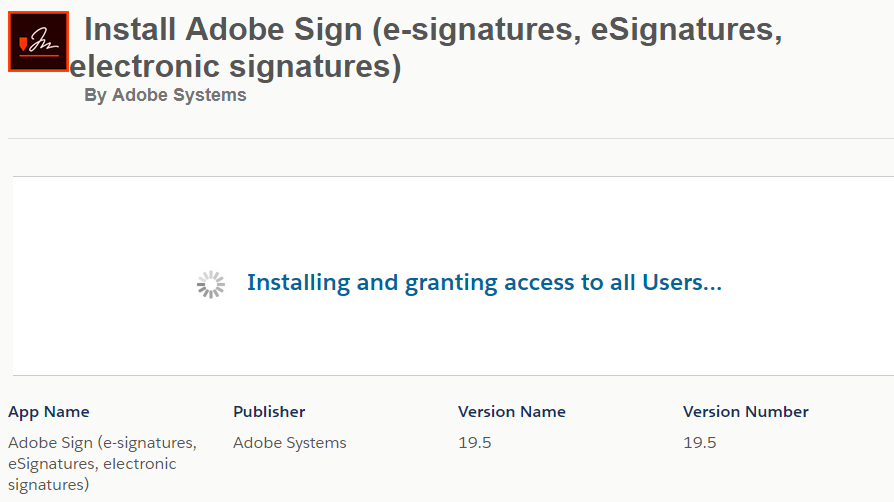 Install Adobe Sign (e-signatures, eSignatures,
electronic signatures)
By Adobe Systems
Installing and granting access to all Users...
App Name
Publisher
Version Name
Version Number
Adobe Sign (e-signatures,
eSignatures, electronic
signatures)
Adobe Systems
19.5
19.5